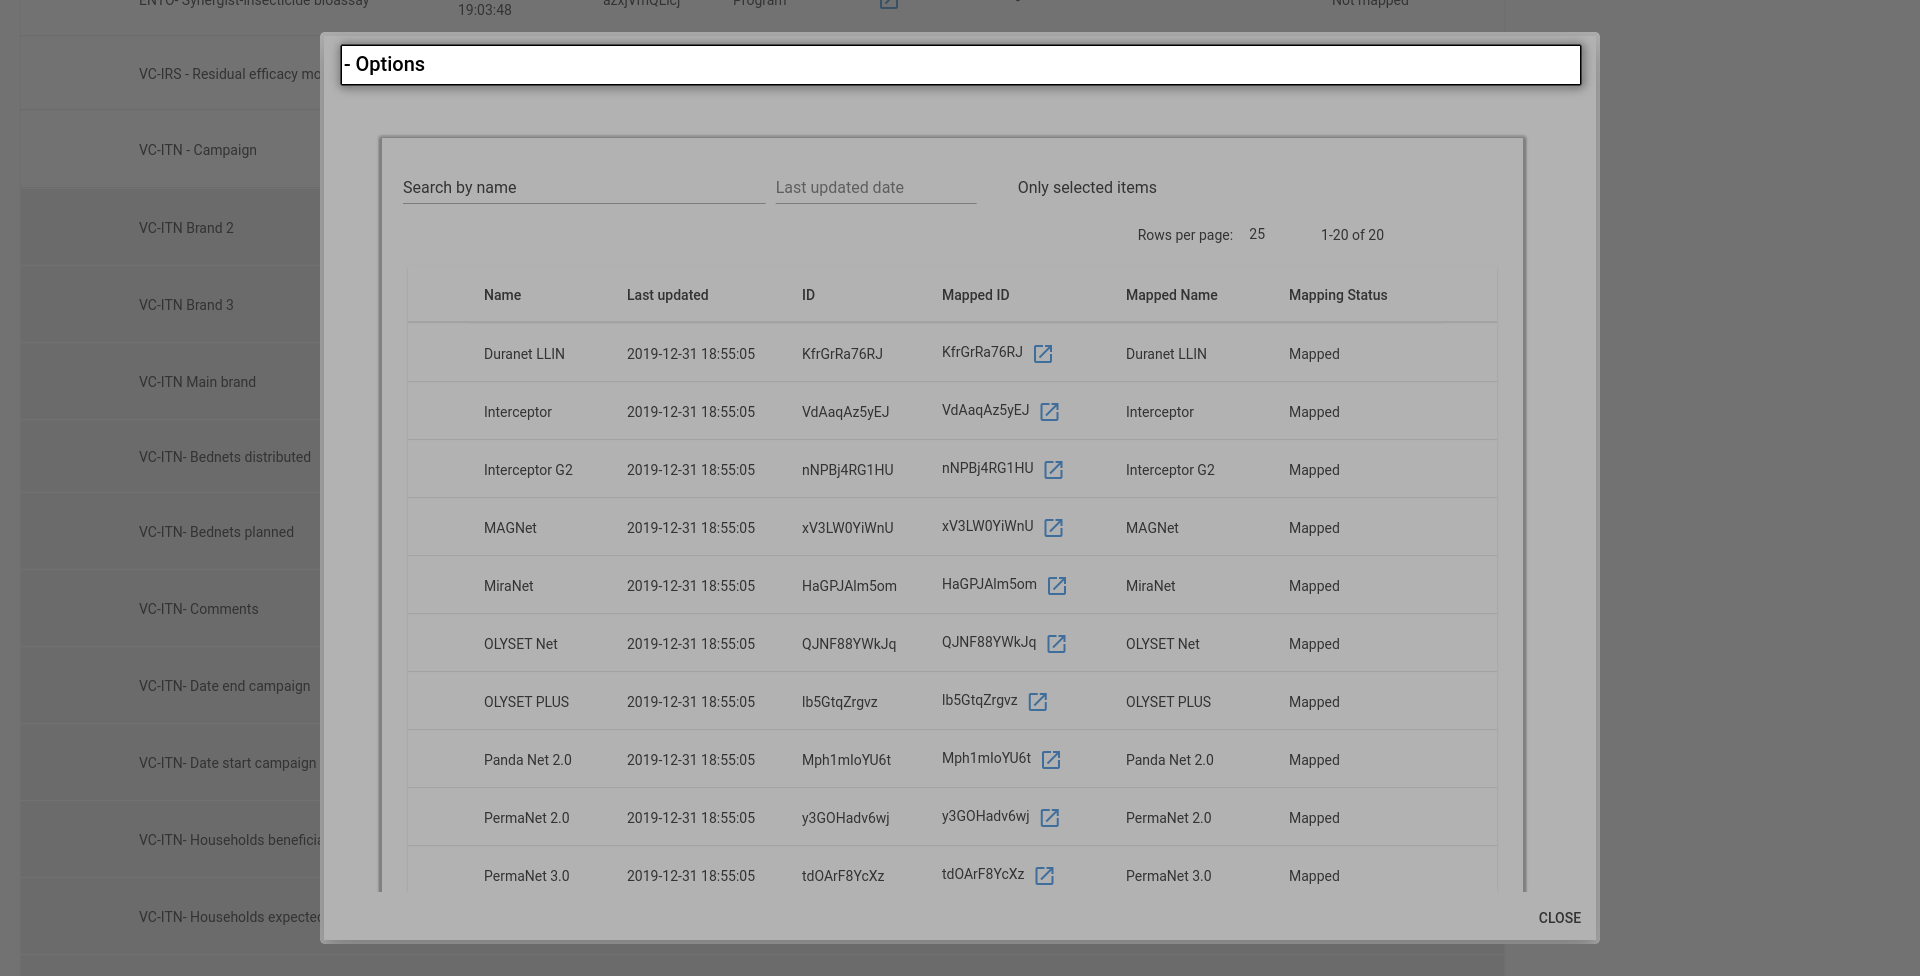 19:03:48
Program
Not mapped
- Options
VC-IRS - Residual efficacy mo
VC-ITN - Campaign
VC-ITN Brand 2
VC-ITN Brand 3
VC-ITN Main brand
VC-ITN- Bednets distributed
VC-ITN- Bednets planned
VC-ITN- Comments
VC-ITN- Date end campaign
VC-ITN- Date start campaign
VC-ITN- Households beneficia
VC-ITN- Households expected
Search by name Last updated date Only selected items
Rows per page: 25 1-20 of 20
Name Last updated ID Mapped ID Mapped Name Mapping Status
Duranet LLIN 2019-12-31 18:55:05 KfrGrRa76RJ KfrGrRa76RJ Duranet LLIN Mapped
Interceptor 2019-12-31 18:55:05 VdAaqAz5yEJ VdAaqAz5yEJ Interceptor Mapped
Interceptor G2 2019-12-31 18:55:05 nNPBj4RG1HU nNPBj4RG1HU Interceptor G2 Mapped
MAGNet 2019-12-31 18:55:05 xV3LW0YiWnU xV3LW0YiWnU MAGNet Mapped
MiraNet 2019-12-31 18:55:05 HaGPJAlm5om HaGPJAlm5om MiraNet Mapped
OLYSET Net 2019-12-31 18:55:05 QJNF88YWkJq QJNF88YWkJq OLYSET Net Mapped
OLYSET PLUS 2019-12-31 18:55:05 lb5GtqZrgvz lb5GtqZrgvz OLYSET PLUS Mapped
Panda Net 2.0 2019-12-31 18:55:05 Mph1mIoYU6t Mph1mIoYU6t Panda Net 2.0 Mapped
PermaNet 2.0 2019-12-31 18:55:05 y3GOHadv6wj y3GOHadv6wj PermaNet 2.0 Mapped
PermaNet 3.0 2019-12-31 18:55:05 tdOArF8YcXz tdOArF8YcXz PermaNet 3.0 Mapped
CLOSE